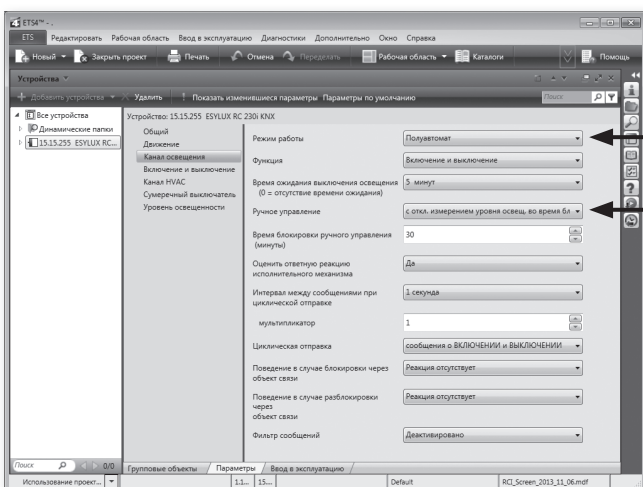 ETS4™ - .
ETS Редактировать Рабочая область Ввод в эксплуатацию Диагностики Дополнительно Окно Справка
Новый Закрыть проект Печать Отмена Переделать Рабочая область Каталоги Помощь
Устройства
Добавить устройства Удалить Показать изменившиеся параметры Параметры по умолчанию Поиск
Все устройства
Динамические папки
15.15.255 ESYLUX RC...
Устройство: 15.15.255 ESYLUX RC 230i KNX
Общий
Движение
Канал освещения
Включение и выключение
Канал HVAC
Сумеречный выключатель
Уровень освещенности
Режим работы Полуавтомат
Функция Включение и выключение
Время ожидания выключения освещения 5 минут
(0 = отсутствие времени ожидания)
Ручное управление с откл. измерением уровня освещ. во время бл
Время блокировки ручного управления 30
(минуты)
Оценить ответную реакцию Да
исполнительного механизма
Интервал между сообщениями при 1 секунда
циклической отправке
мультипликатор 1
Циклическая отправка сообщения о ВКЛЮЧЕНИИ и ВЫКЛЮЧЕНИИ
Поведение в случае блокировки через Реакция отсутствует
объект связи
Поведение в случае разблокировки Реакция отсутствует
через
объект связи
Фильтр сообщений Деактивировано
Поиск 0/0 Групповые объекты Параметры Ввод в эксплуатацию
Использование проект... 1.1... 15.... Default RCI_Screen_2013_11_06.mdf